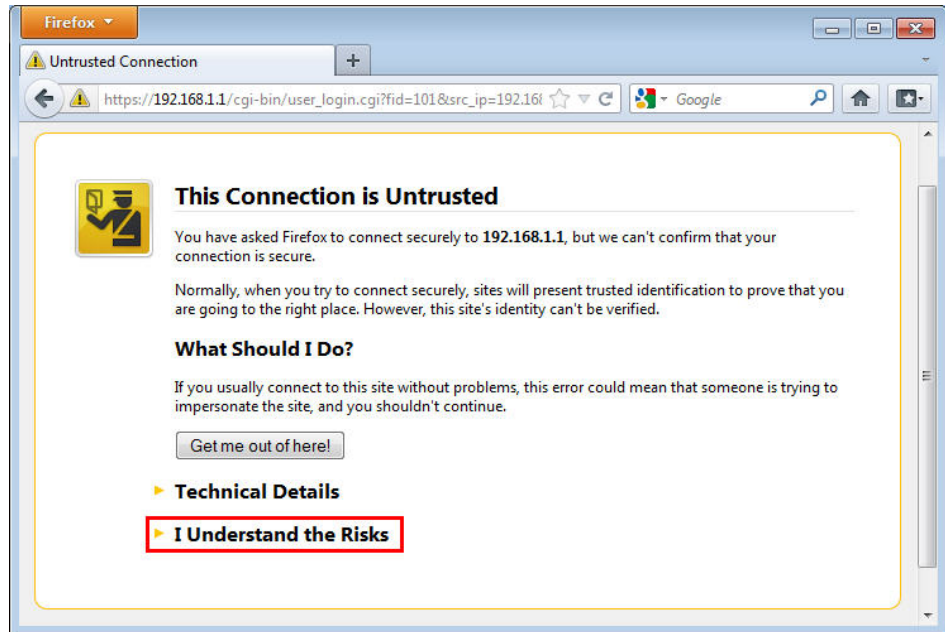 Firefox
Untrusted Connection
https://192.168.1.1/cgi-bin/user_login.cgi?fid=101&src_ip=192.16
Google
This Connection is Untrusted
You have asked Firefox to connect securely to 192.168.1.1, but we can't confirm that your
connection is secure.
Normally, when you try to connect securely, sites will present trusted identification to prove that you
are going to the right place. However, this site's identity can't be verified.
What Should I Do?
If you usually connect to this site without problems, this error could mean that someone is trying to
impersonate the site, and you shouldn't continue.
Get me out of here!
Technical Details
I Understand the Risks